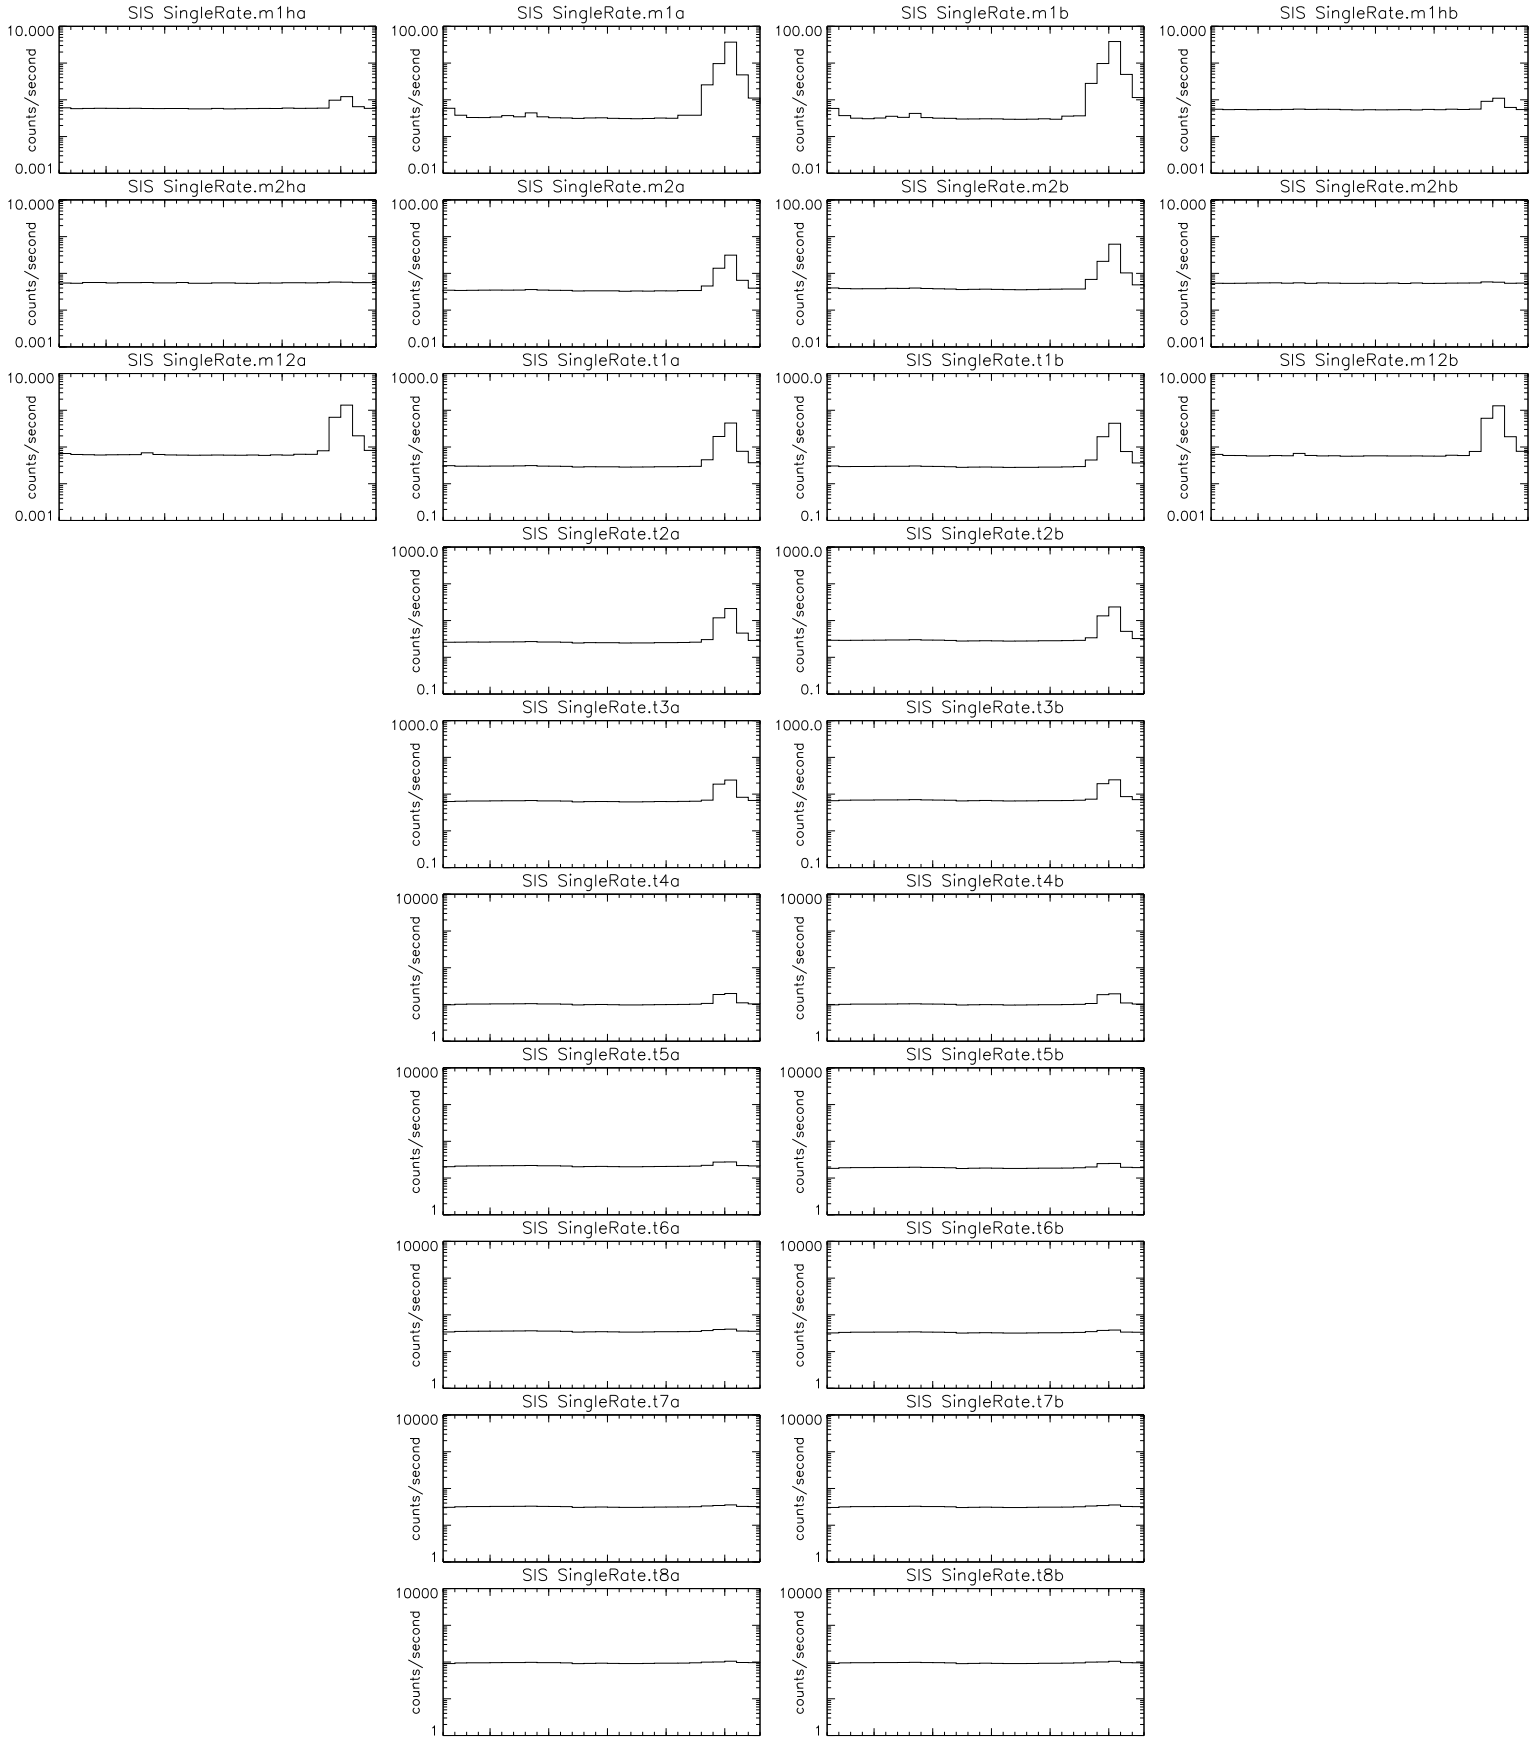 SIS SingleRate.m1ha
10.000
counts/second
0.001
SIS SingleRate.m1a
100.00
counts/second
0.01
SIS SingleRate.m1b
100.00
counts/second
0.01
SIS SingleRate.m1hb
10.000
counts/second
0.001
SIS SingleRate.m2ha
10.000
counts/second
0.001
SIS SingleRate.m2a
100.00
counts/second
0.01
SIS SingleRate.m2b
100.00
counts/second
0.01
SIS SingleRate.m2hb
10.000
counts/second
0.001
SIS SingleRate.m12a
10.000
counts/second
0.001
SIS SingleRate.t1a
1000.0
counts/second
0.1
SIS SingleRate.t1b
1000.0
counts/second
0.1
SIS SingleRate.m12b
10.000
counts/second
0.001
SIS SingleRate.t2a
1000.0
counts/second
0.1
SIS SingleRate.t2b
1000.0
counts/second
0.1
SIS SingleRate.t3a
1000.0
counts/second
0.1
SIS SingleRate.t3b
1000.0
counts/second
0.1
SIS SingleRate.t4a
10000
counts/second
1
SIS SingleRate.t4b
10000
counts/second
1
SIS SingleRate.t5a
10000
counts/second
1
SIS SingleRate.t5b
10000
counts/second
1
SIS SingleRate.t6a
10000
counts/second
1
SIS SingleRate.t6b
10000
counts/second
1
SIS SingleRate.t7a
10000
counts/second
1
SIS SingleRate.t7b
10000
counts/second
1
SIS SingleRate.t8a
10000
counts/second
1
SIS SingleRate.t8b
10000
counts/second
1